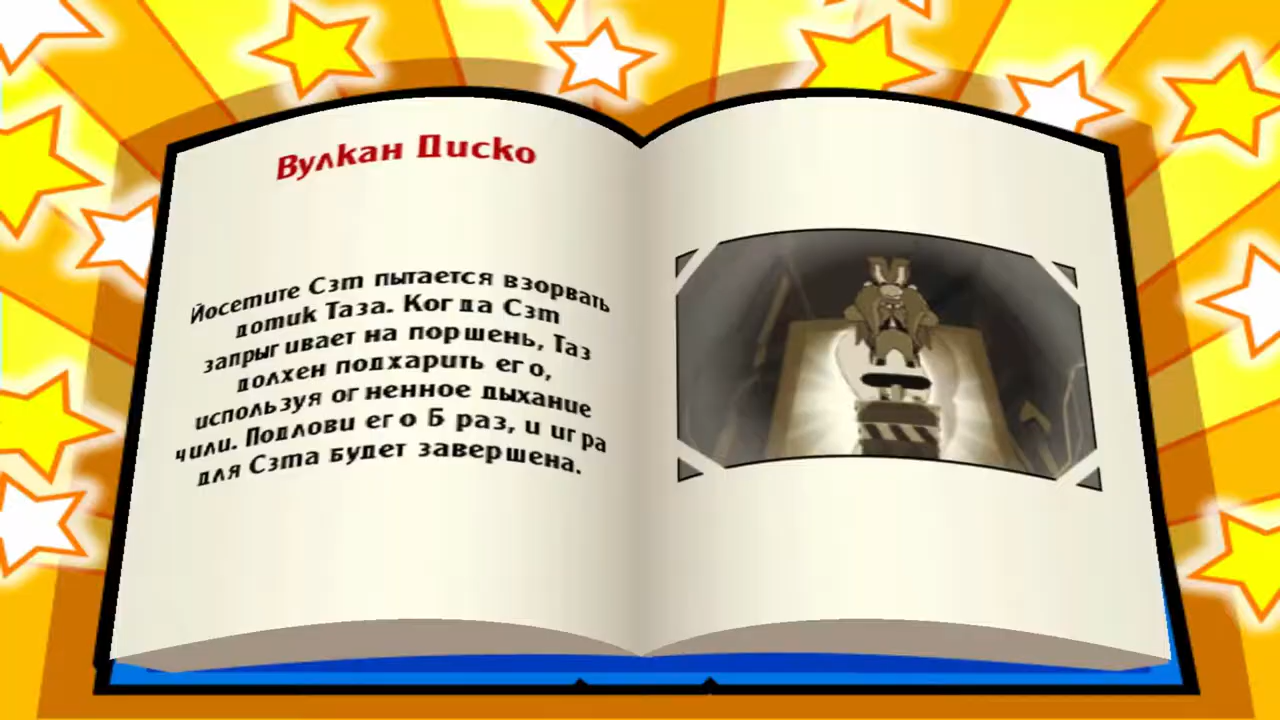 Вулкан Диско
Йосемите Сэт пытается взорвать
домик Таза. Когда Сэт
запрыгивает на поршень, Таз
должен поджарить его,
используя огненное дыхание
чили. Подлови его 5 раз, и игра
для Сэта будет завершена.